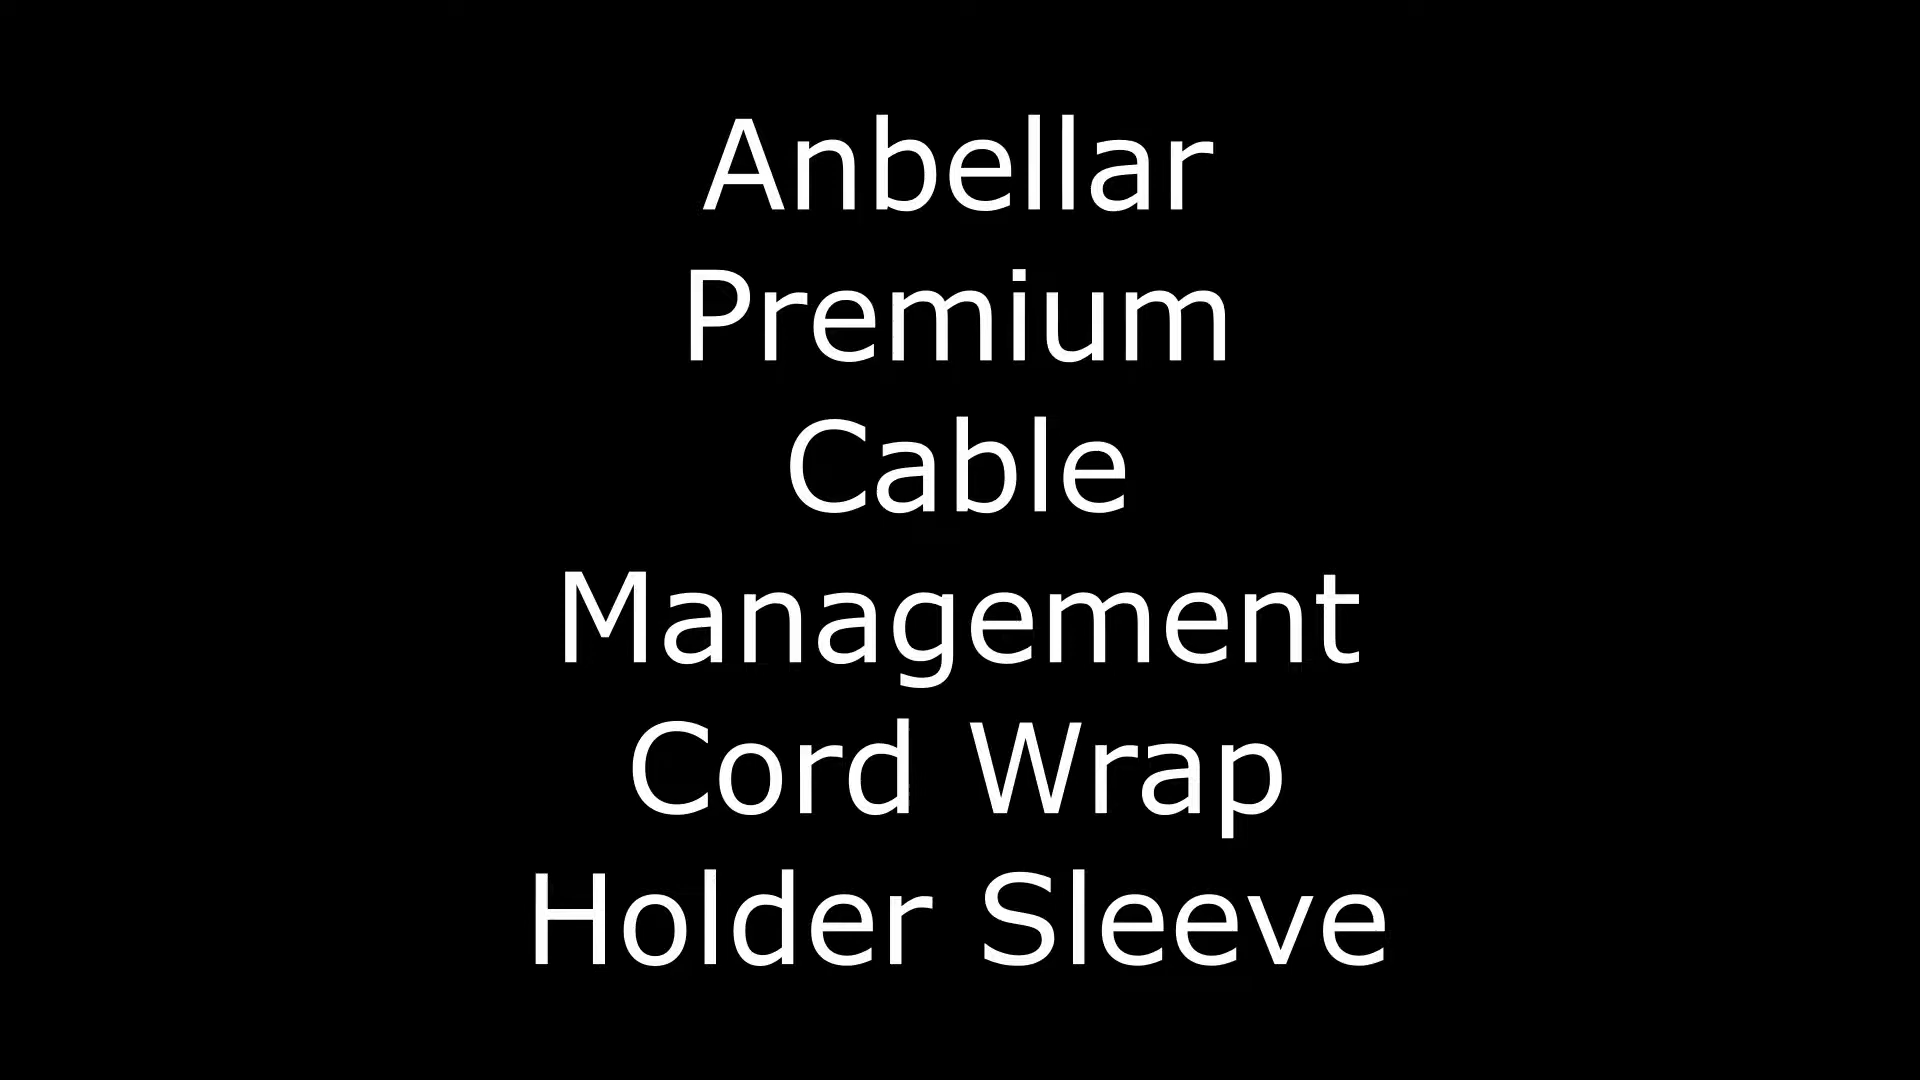 Anbellar
Premium
Cable
Management
Cord Wrap
Holder Sleeve